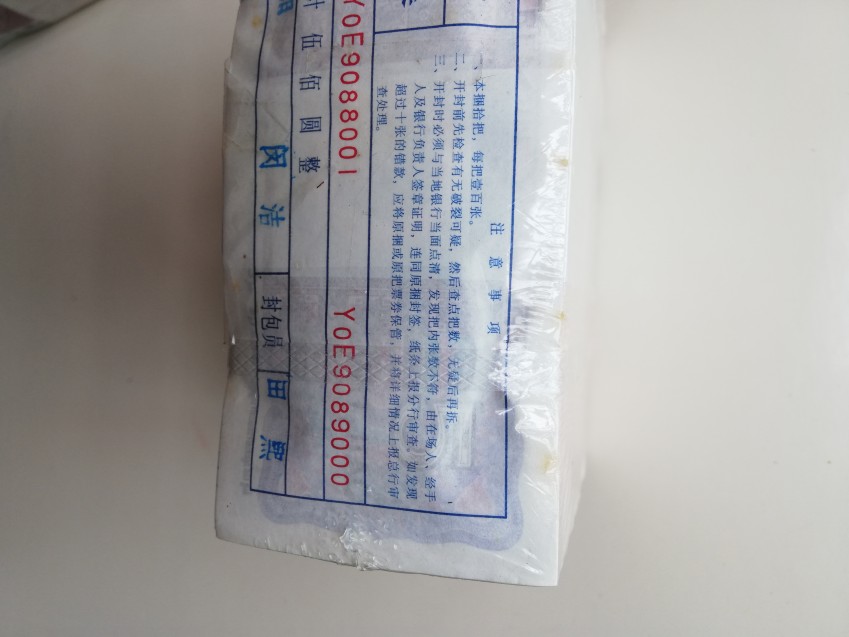 注意事项
一、本捆拾把，每把壹百张。
二、开封前先检查有无破裂可疑，然后查点把数，无疑后再拆。
三、开封时必须与当地银行当面点清，发现把内张数不符，由在场人、经手
人及银行负责人签章证明，连同原捆封签，纸条上报分行审查。如发现
超过十张的错款，应将原捆或原把票券保管，并将详细情况上报总行审
查处理。
Y0E9088001 Y0E9089000
伍佰圆整
闵洁 封包员 田熙